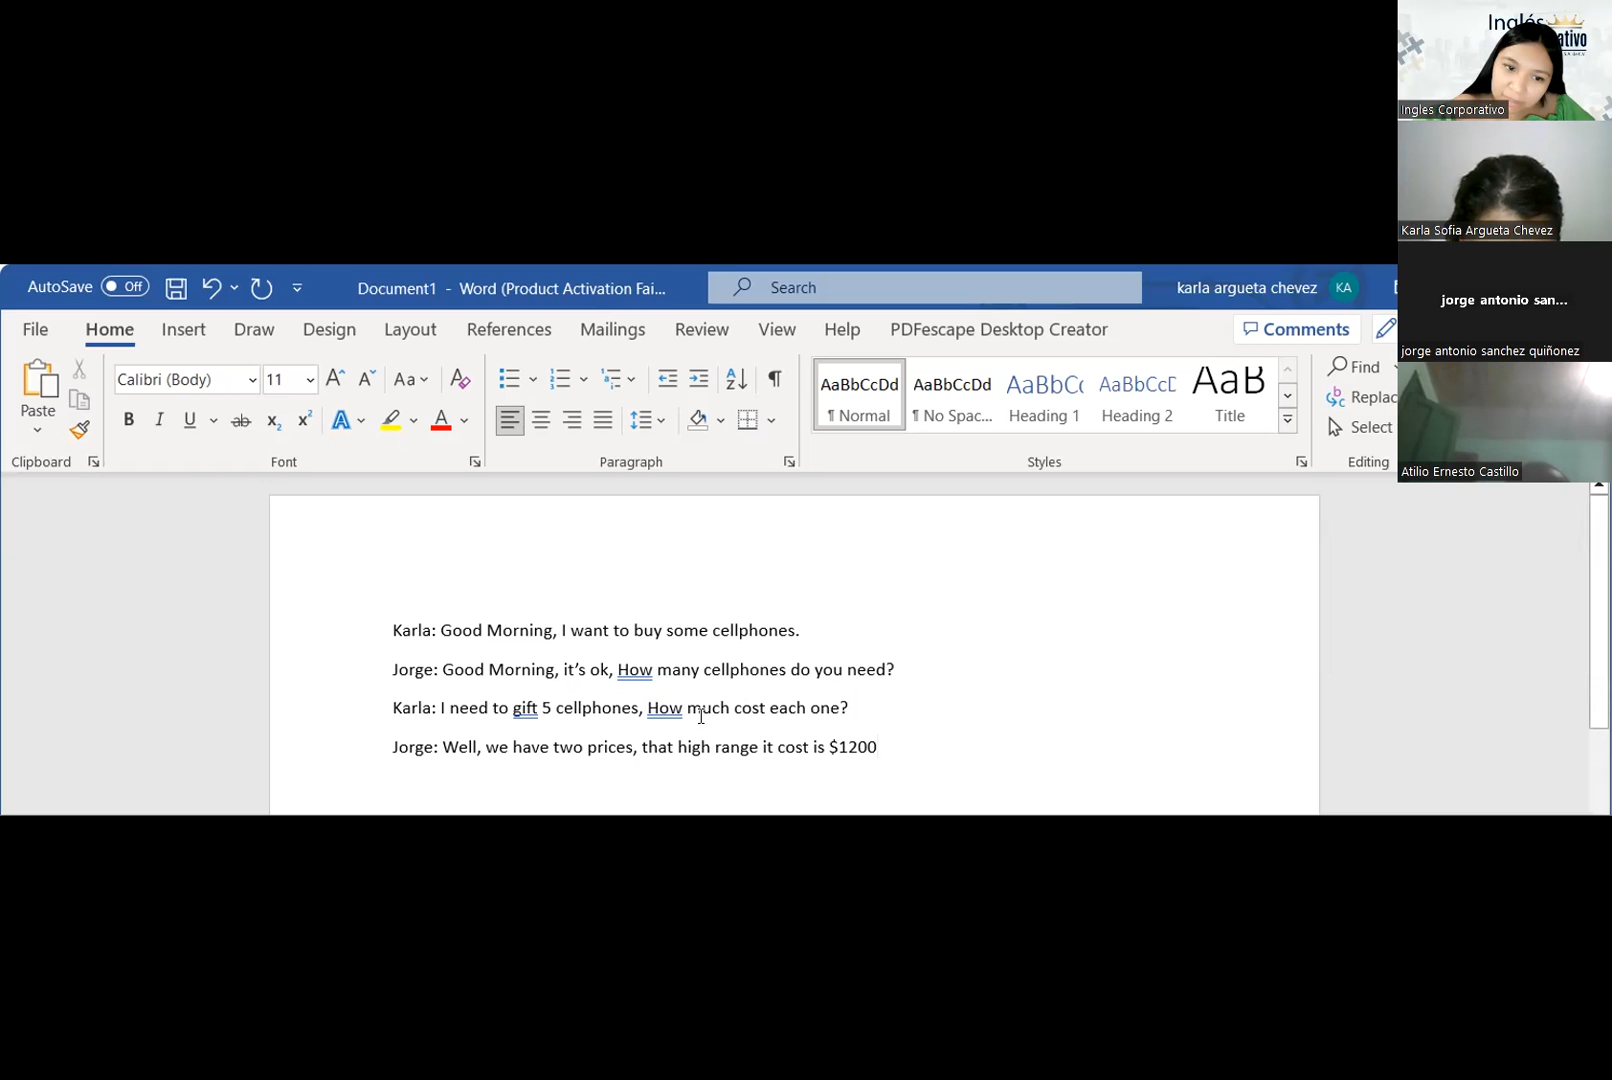 Inglés
ativo
Ingles Corporativo
Karla Sofia Argueta Chevez
jorge antonio san...
jorge antonio sanchez quiñonez
Atilio Ernesto Castillo
AutoSave Off
Document1 - Word (Product Activation Fai...
Search
karla argueta chevez KA
File Home Insert Draw Design Layout References Mailings Review View Help PDFescape Desktop Creator Comments
Paste
Calibri (Body) 11
AaBbCcDd AaBbCcDd AaBbC AaBbCcD AaB
¶ Normal ¶ No Spac... Heading 1 Heading 2 Title
Find
Replac
Select
Clipboard Font Paragraph Styles Editing
Karla: Good Morning, I want to buy some cellphones.
Jorge: Good Morning, it’s ok, How many cellphones do you need?
Karla: I need to gift 5 cellphones, How much cost each one?
Jorge: Well, we have two prices, that high range it cost is $1200